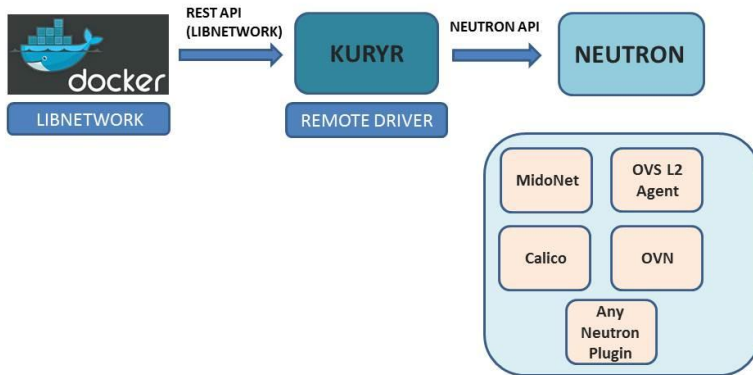 REST API
(LIBNETWORK)
NEUTRON API
docker
KURYR
NEUTRON
LIBNETWORK
REMOTE DRIVER
MidoNet
OVS L2
Agent
Calico
OVN
Any
Neutron
Plugin